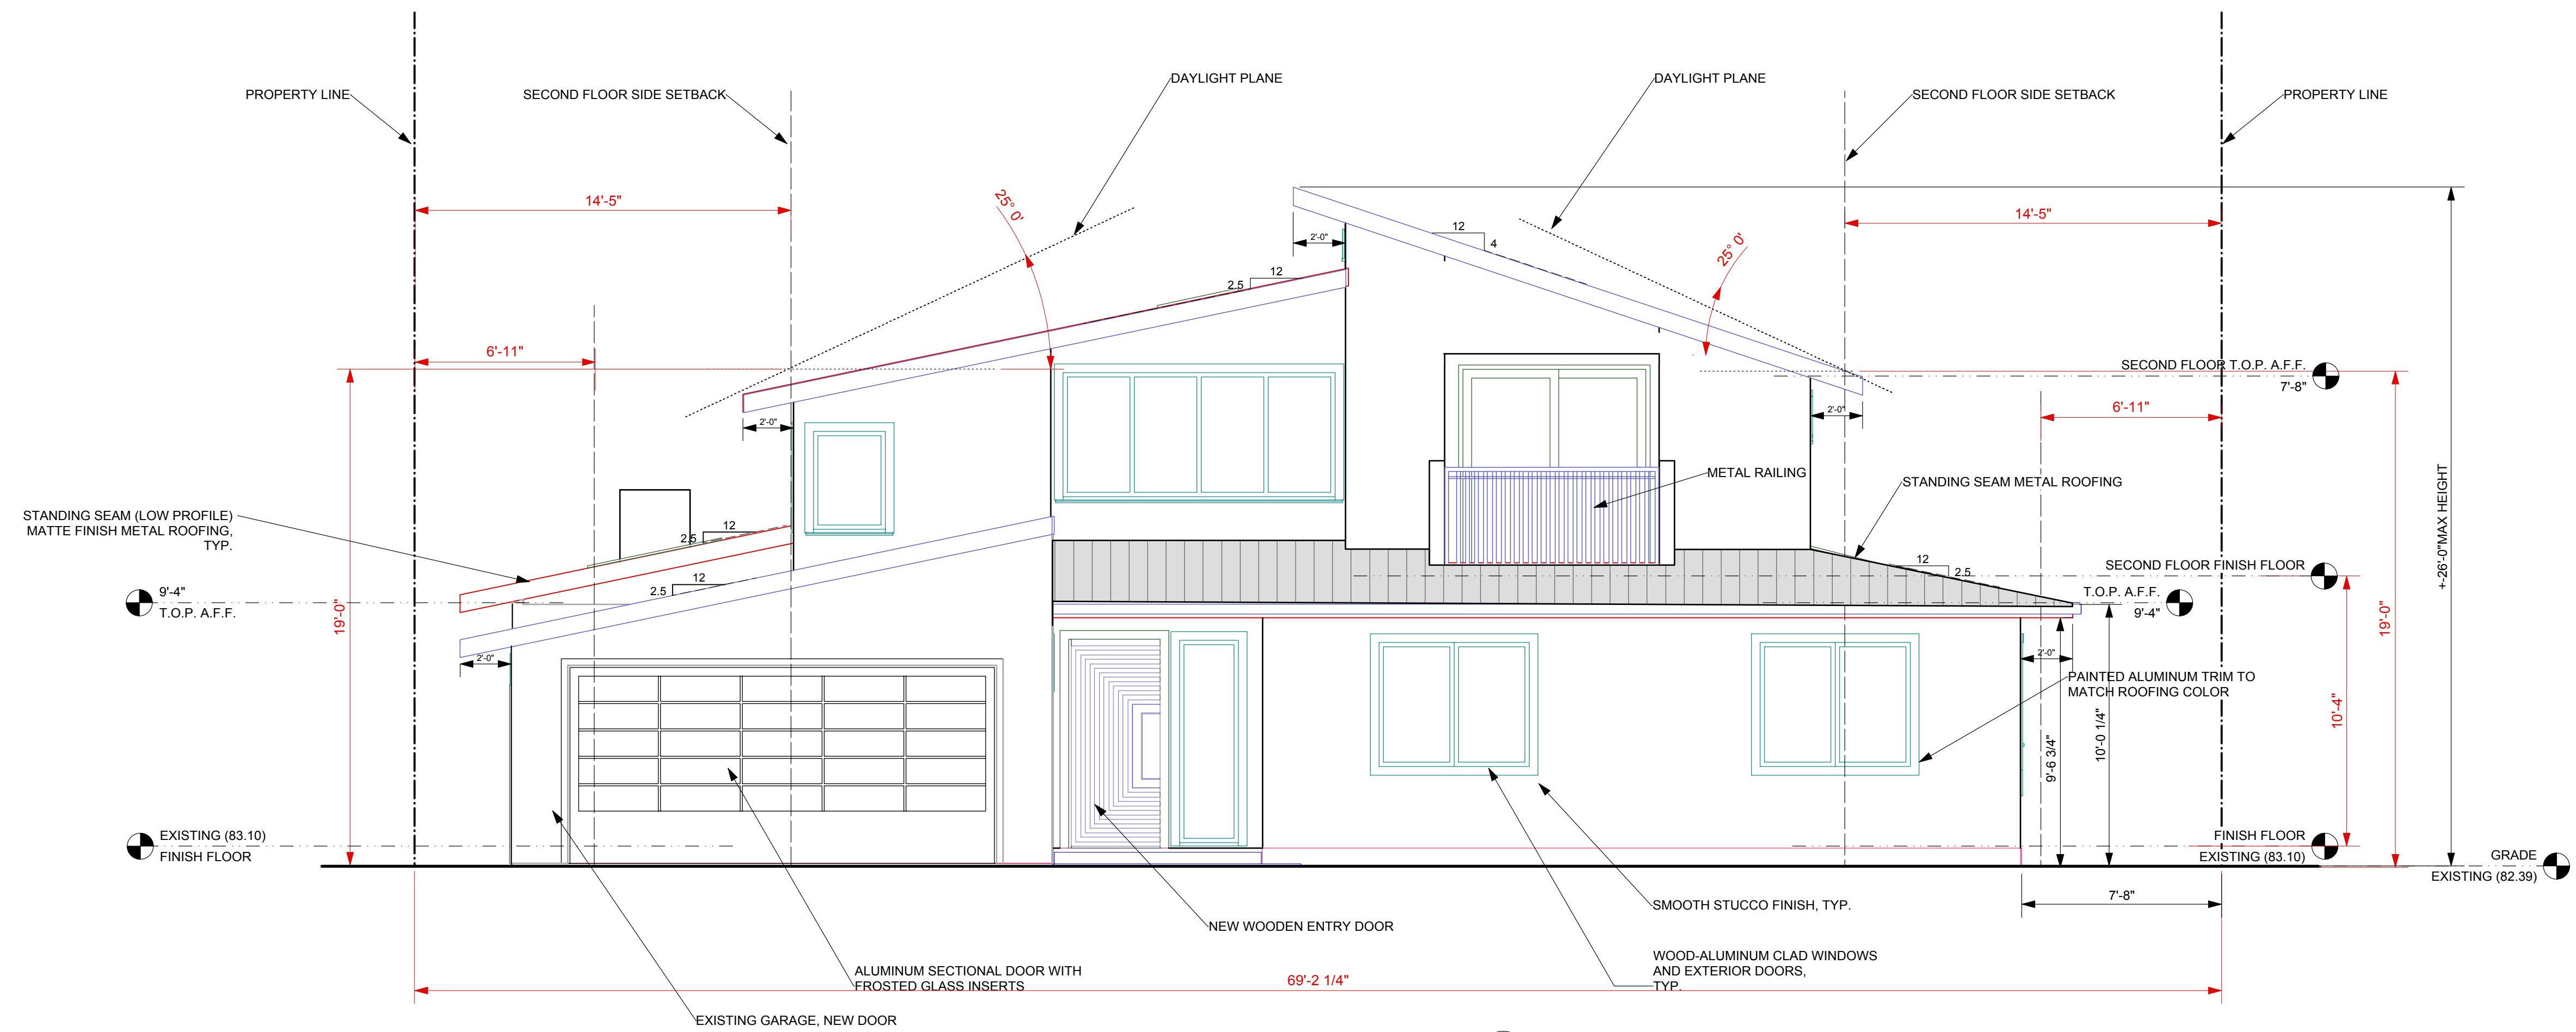 DAYLIGHT PLANE
DAYLIGHT PLANE
PROPERTY LINE
SECOND FLOOR SIDE SETBACK
SECOND FLOOR SIDE SETBACK
PROPERTY LINE
14'-5"
25° 0'
2'-0"
12
4
25° 0'
14'-5"
12
2.5
6'-11"
SECOND FLOOR T.O.P. A.F.F.
7'-8"
2'-0"
2'-0"
6'-11"
METAL RAILING
STANDING SEAM METAL ROOFING
+-26'-0"MAX HEIGHT
STANDING SEAM (LOW PROFILE)
MATTE FINISH METAL ROOFING,
TYP.
12
2.5
12
2.5
12
2.5
SECOND FLOOR FINISH FLOOR
9'-4"
T.O.P. A.F.F.
T.O.P. A.F.F.
9'-4"
19'-0"
19'-0"
2'-0"
2'-0"
PAINTED ALUMINUM TRIM TO
MATCH ROOFING COLOR
10'-4"
9'-6 3/4"
10'-0 1/4"
EXISTING (83.10)
FINISH FLOOR
FINISH FLOOR
EXISTING (83.10)
GRADE
EXISTING (82.39)
7'-8"
SMOOTH STUCCO FINISH, TYP.
NEW WOODEN ENTRY DOOR
WOOD-ALUMINUM CLAD WINDOWS
AND EXTERIOR DOORS,
TYP.
ALUMINUM SECTIONAL DOOR WITH
FROSTED GLASS INSERTS
69'-2 1/4"
EXISTING GARAGE, NEW DOOR